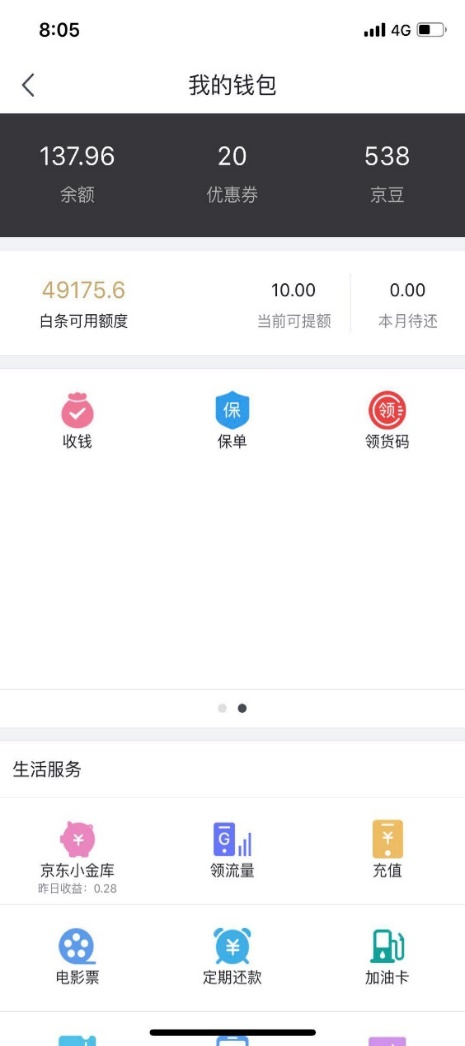 8:05 4G
我的钱包
137.96 20 538
余额 优惠券 京豆
49175.6 10.00 0.00
白条可用额度 当前可提额 本月待还
保 领
收钱 保单 领货码
生活服务
¥ G ¥
京东小金库 领流量 充值
昨日收益：0.28
¥
电影票 定期还款 加油卡